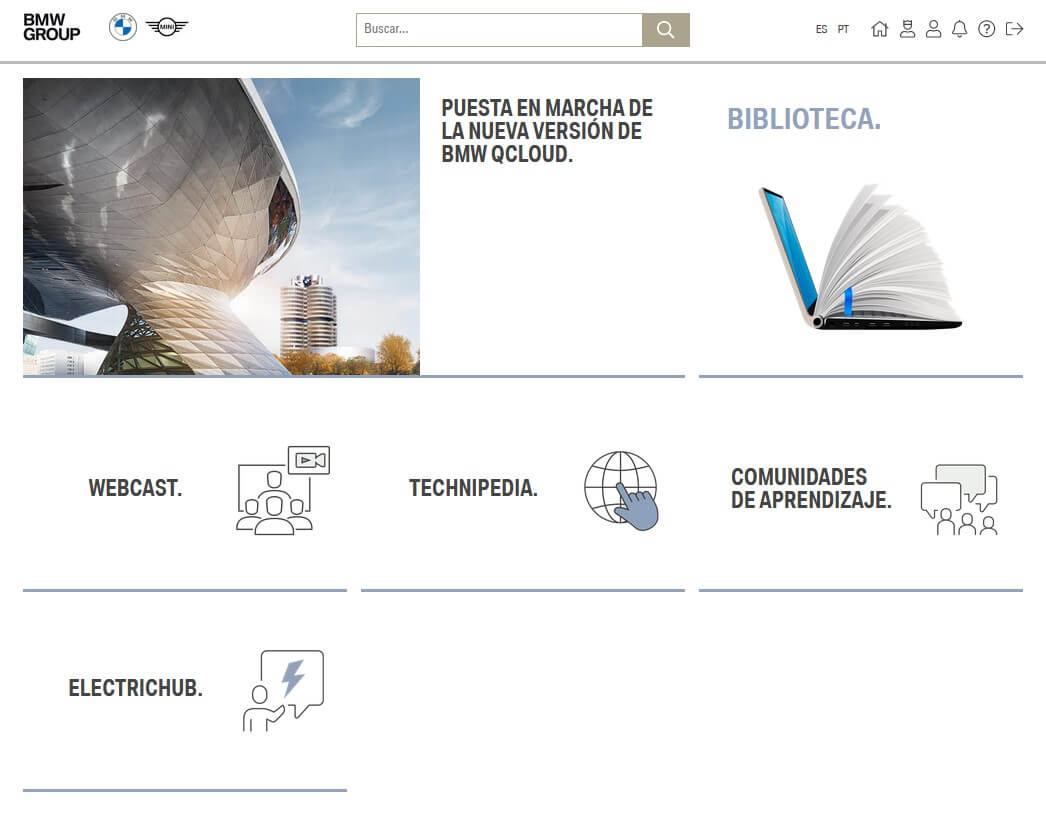 BMW
GROUP
BMW
MINI
Buscar...
ES PT
PUESTA EN MARCHA DE
LA NUEVA VERSIÓN DE
BMW QCLOUD.
BIBLIOTECA.
WEBCAST.
TECHNIPEDIA.
COMUNIDADES
DE APRENDIZAJE.
ELECTRICHUB.